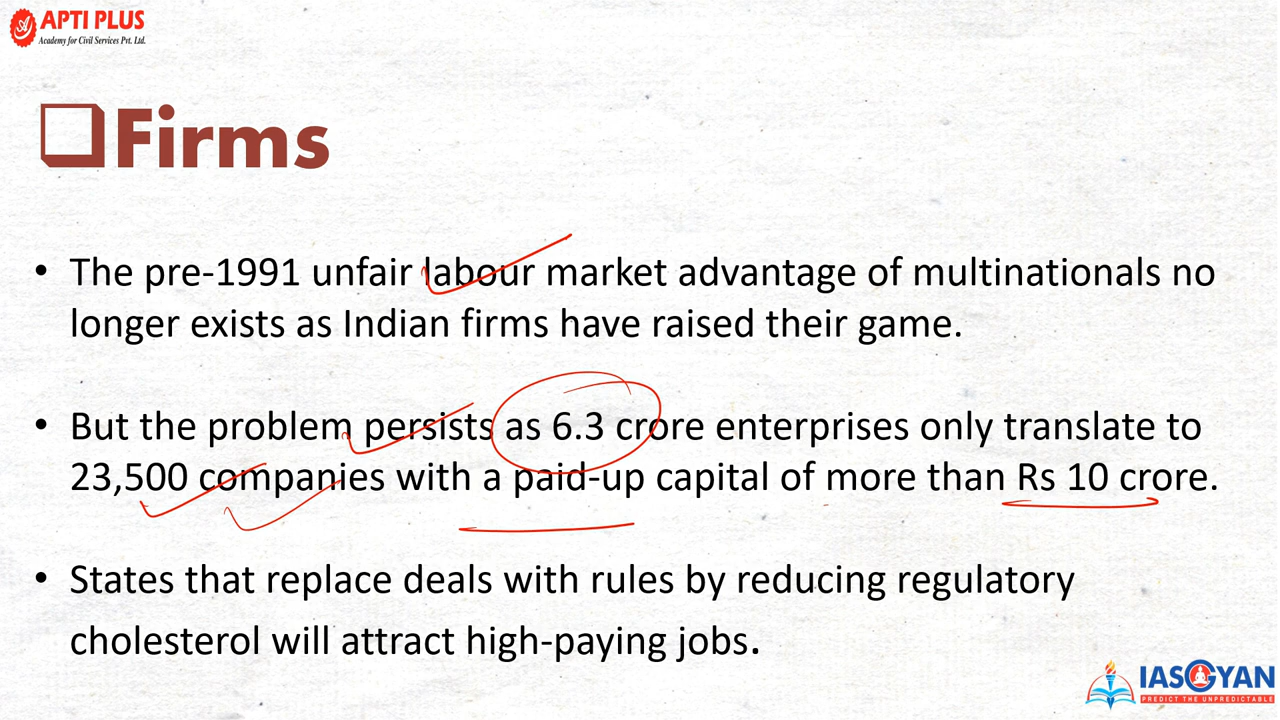 APTI PLUS
Academy for Civil Services Pvt. Ltd.
Firms
• The pre-1991 unfair labour market advantage of multinationals no
longer exists as Indian firms have raised their game.
• But the problem persists as 6.3 crore enterprises only translate to
23,500 companies with a paid-up capital of more than Rs 10 crore.
• States that replace deals with rules by reducing regulatory
cholesterol will attract high-paying jobs.
IASGYAN
PREDICT THE UNPREDICTABLE